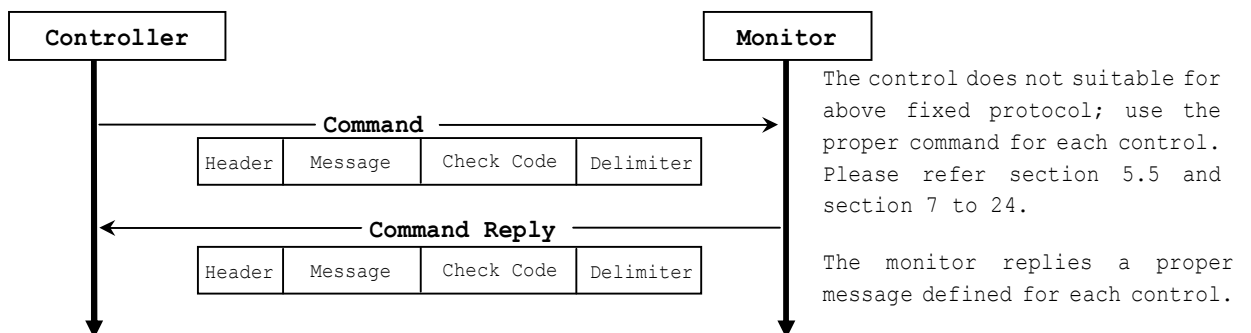 Controller
Monitor
Command
Header Message Check Code Delimiter
Command Reply
Header Message Check Code Delimiter
The control does not suitable for
above fixed protocol; use the
proper command for each control.
Please refer section 5.5 and
section 7 to 24.
The monitor replies a proper
message defined for each control.